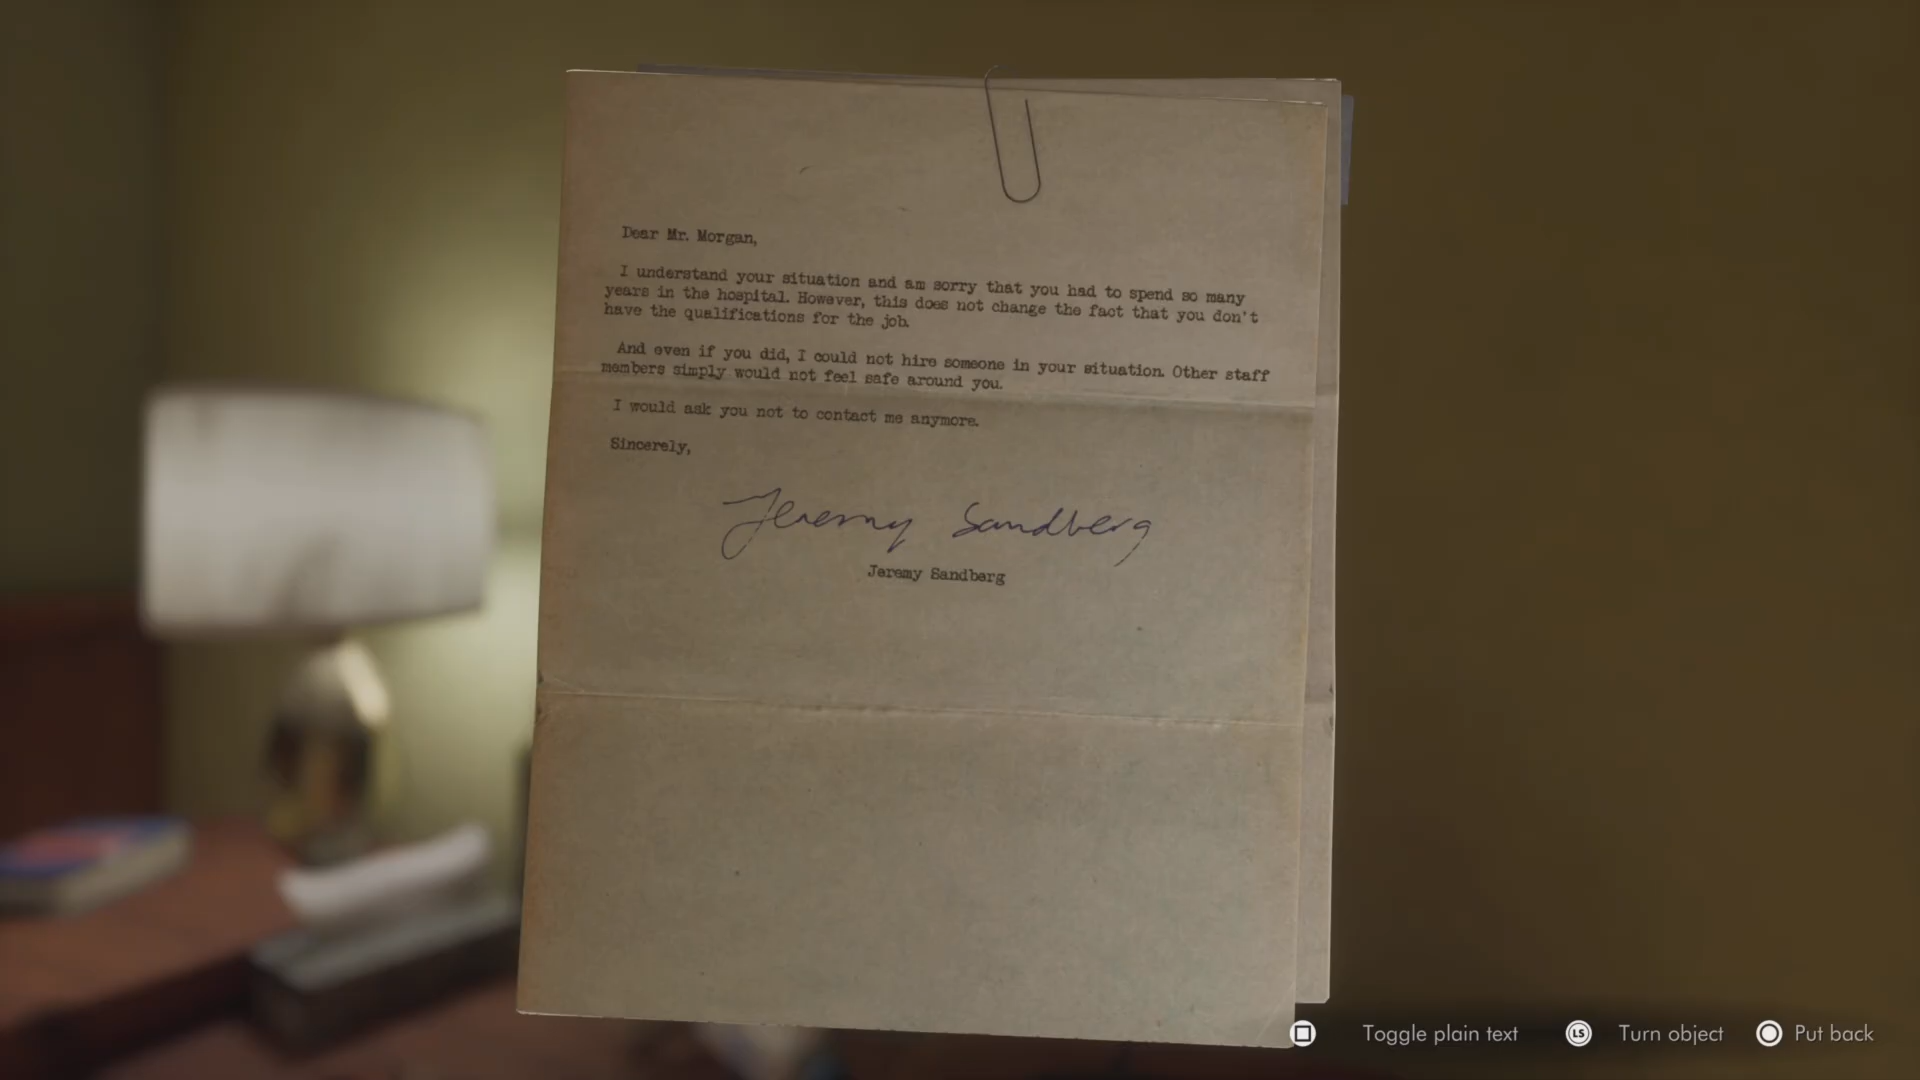 Dear Mr. Morgan,
I understand your situation and am sorry that you had to spend so many
years in the hospital. However, this does not change the fact that you don't
have the qualifications for the job.
And even if you did, I could not hire someone in your situation. Other staff
members simply would not feel safe around you.
I would ask you not to contact me anymore.
Sincerely,
Jeremy Sandberg
Jeremy Sandberg
Toggle plain text
LS Turn object
Put back